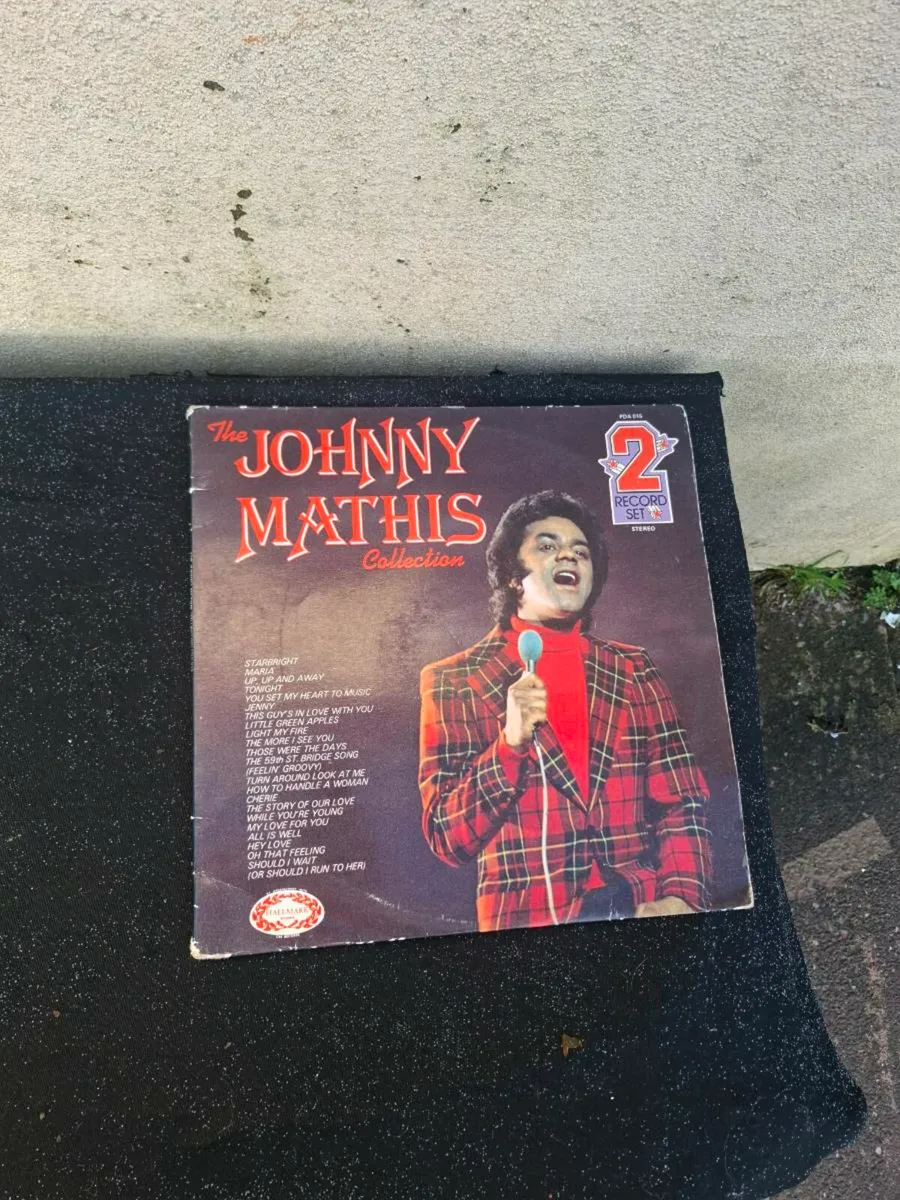 The
JOHNNY
MATHIS
Collection
PDA 015
2
RECORD
SET
STEREO
STARBRIGHT
MARIA
UP, UP AND AWAY
TONIGHT
YOU SET MY HEART TO MUSIC
JENNY
THIS GUY'S IN LOVE WITH YOU
LITTLE GREEN APPLES
LIGHT MY FIRE
THE MORE I SEE YOU
THOSE WERE THE DAYS
THE 59th ST. BRIDGE SONG
(FEELIN' GROOVY)
TURN AROUND LOOK AT ME
HOW TO HANDLE A WOMAN
CHERIE
THE STORY OF OUR LOVE
WHILE YOU'RE YOUNG
MY LOVE FOR YOU
ALL IS WELL
HEY LOVE
OH THAT FEELING
SHOULD I WAIT
(OR SHOULD I RUN TO HER)
HALLMARK